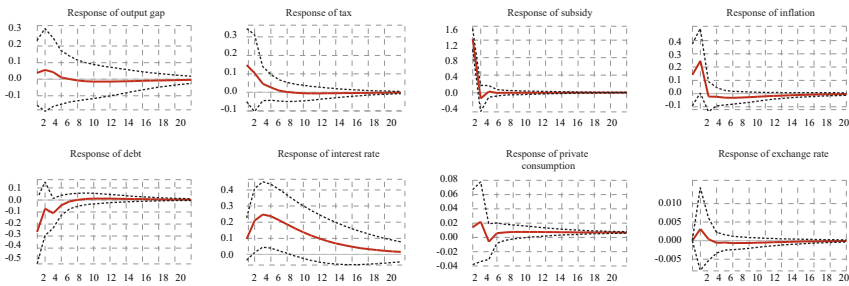 Response of output gap
0.3
0.2
0.1
0.0
-0.1
2 4 6 8 10 12 14 16 18 20
Response of tax
0.3
0.2
0.1
0.0
-0.1
2 4 6 8 10 12 14 16 18 20
Response of subsidy
1.6
1.2
0.8
0.4
-0.0
-0.4
2 4 6 8 10 12 14 16 18 20
Response of inflation
0.4
0.3
0.2
0.1
0.0
-0.1
2 4 6 8 10 12 14 16 18 20
Response of debt
0.1
0.0
-0.1
-0.2
-0.3
-0.4
-0.5
2 4 6 8 10 12 14 16 18 20
Response of interest rate
0.4
0.3
0.2
0.1
0.0
2 4 6 8 10 12 14 16 18 20
Response of private
consumption
0.08
0.06
0.04
0.02
0.00
-0.02
-0.04
2 4 6 8 10 12 14 16 18 20
Response of exchange rate
0.010
0.005
0.000
-0.005
2 4 6 8 10 12 14 16 18 20